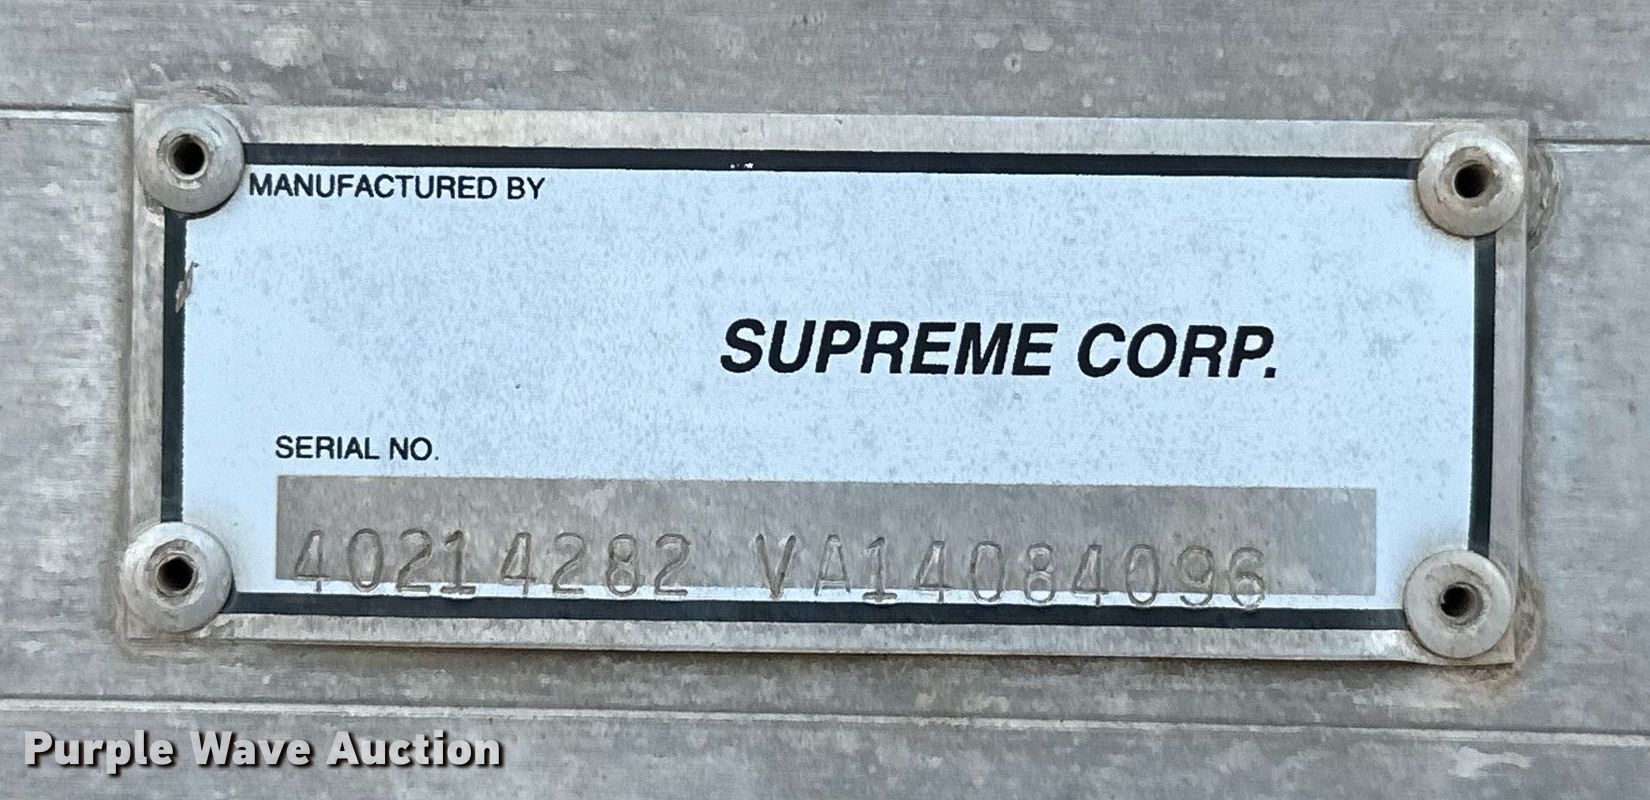 MANUFACTURED BY
SUPREME CORP.
SERIAL NO.
40214282 VA14084096
Purple Wave Auction